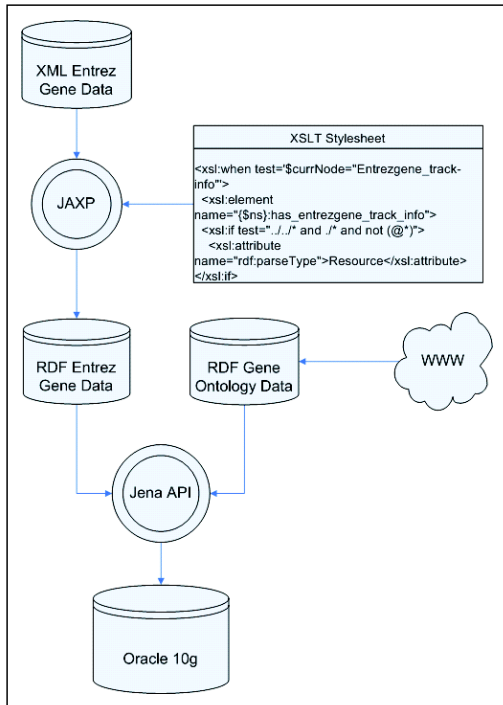 XML Entrez
Gene Data
XSLT Stylesheet
<xsl:when test='$currNode="Entrezgene_track-
info"'>
<xsl:element
name="{$ns}:has_entrezgene_track_info">
<xsl:if test="../../* and ./* and not (@*)">
<xsl:attribute
name="rdf:parseType">Resource</xsl:attribute>
</xsl:if>
JAXP
RDF Entrez
Gene Data
RDF Gene
Ontology Data
WWW
Jena API
Oracle 10g